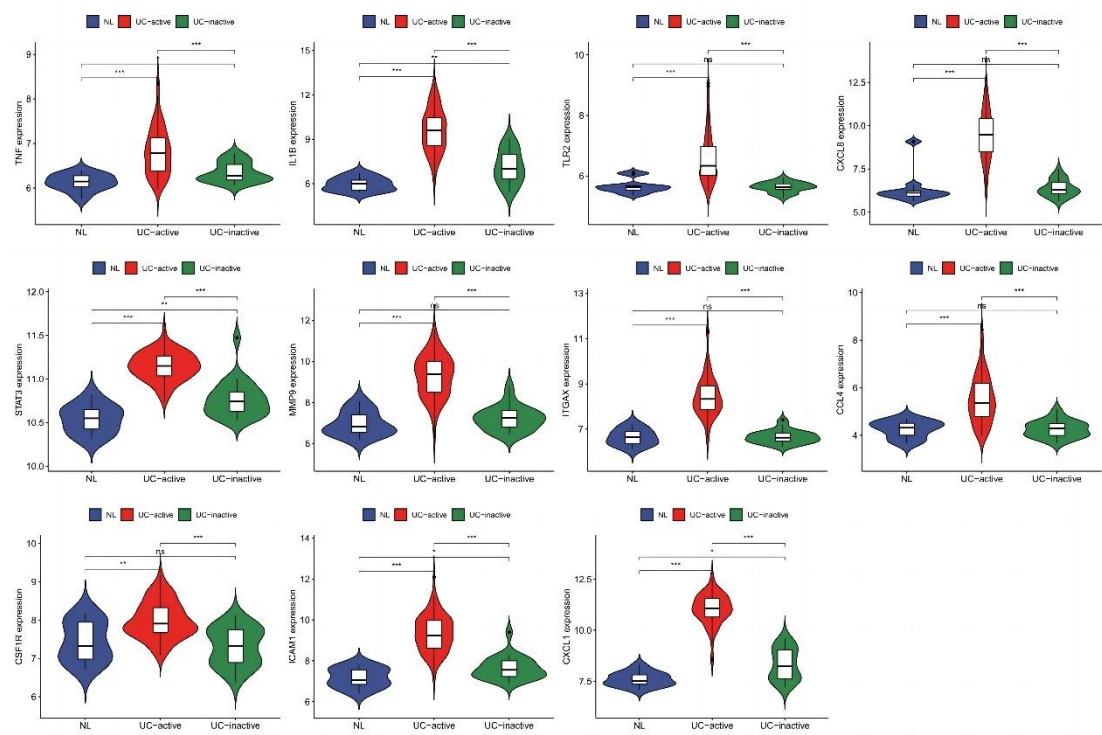 NL UC-active UC-inactive
TNF expression
9
8
7
6
***
*
***
NL UC-active UC-inactive
NL UC-active UC-inactive
IL1B expression
15
12
9
6
***
**
***
NL UC-active UC-inactive
NL UC-active UC-inactive
TLR2 expression
10
8
6
***
ns
***
NL UC-active UC-inactive
NL UC-active UC-inactive
CXCL8 expression
12.5
10.0
7.5
5.0
***
*
***
NL UC-active UC-inactive
NL UC-active UC-inactive
STAT3 expression
12.0
11.5
11.0
10.5
10.0
***
**
***
NL UC-active UC-inactive
NL UC-active UC-inactive
MMP9 expression
12
10
8
6
***
ns
***
NL UC-active UC-inactive
NL UC-active UC-inactive
ITGAX expression
13
11
9
7
***
ns
***
NL UC-active UC-inactive
NL UC-active UC-inactive
CCL4 expression
10
8
6
4
***
ns
***
NL UC-active UC-inactive
NL UC-active UC-inactive
CSF1R expression
10
9
8
7
6
**
ns
***
NL UC-active UC-inactive
NL UC-active UC-inactive
ICAM1 expression
14
12
10
8
6
***
*
***
NL UC-active UC-inactive
NL UC-active UC-inactive
CXCL1 expression
12.5
10.0
7.5
***
*
***
NL UC-active UC-inactive